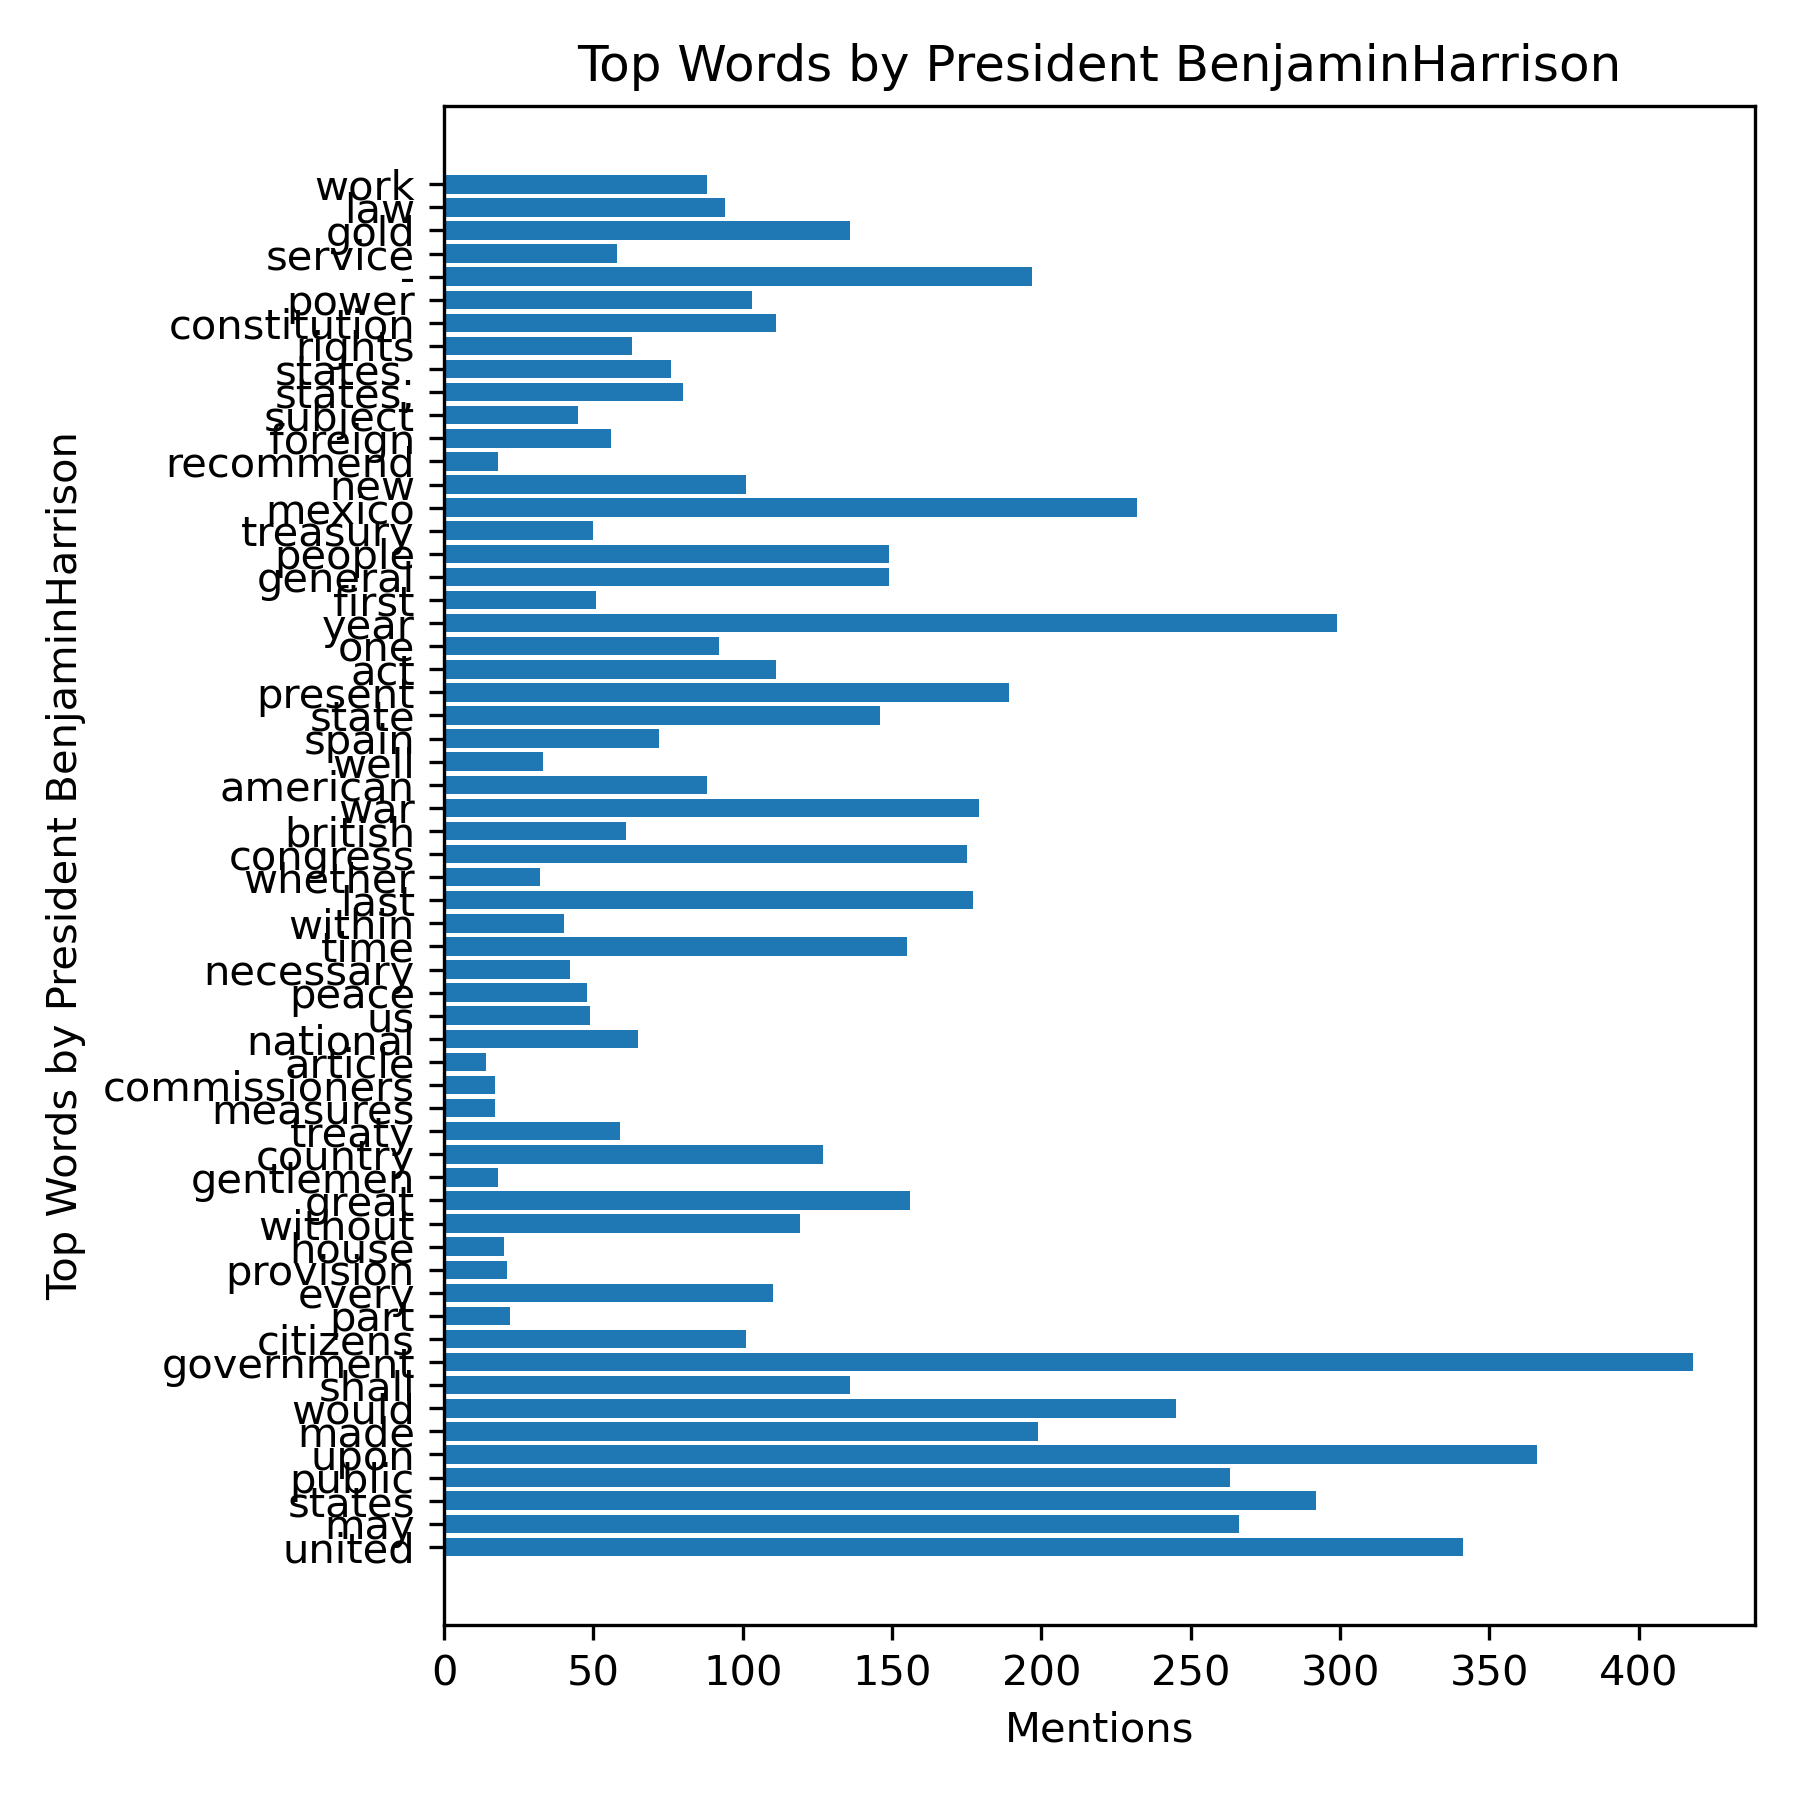 Top Words by President BenjaminHarrison
Top Words by President BenjaminHarrison
work
law
gold
service
-
power
constitution
rights
states.
states,
subject
foreign
recommend
new
mexico
treasury
people
general
first
year
one
act
present
state
spain
well
american
war
british
congress
whether
last
within
time
necessary
peace
us
national
article
commissioners
measures
treaty
country
gentlemen
great
without
house
provision
every
part
citizens
government
shall
would
made
upon
public
states
may
united
0 50 100 150 200 250 300 350 400
Mentions